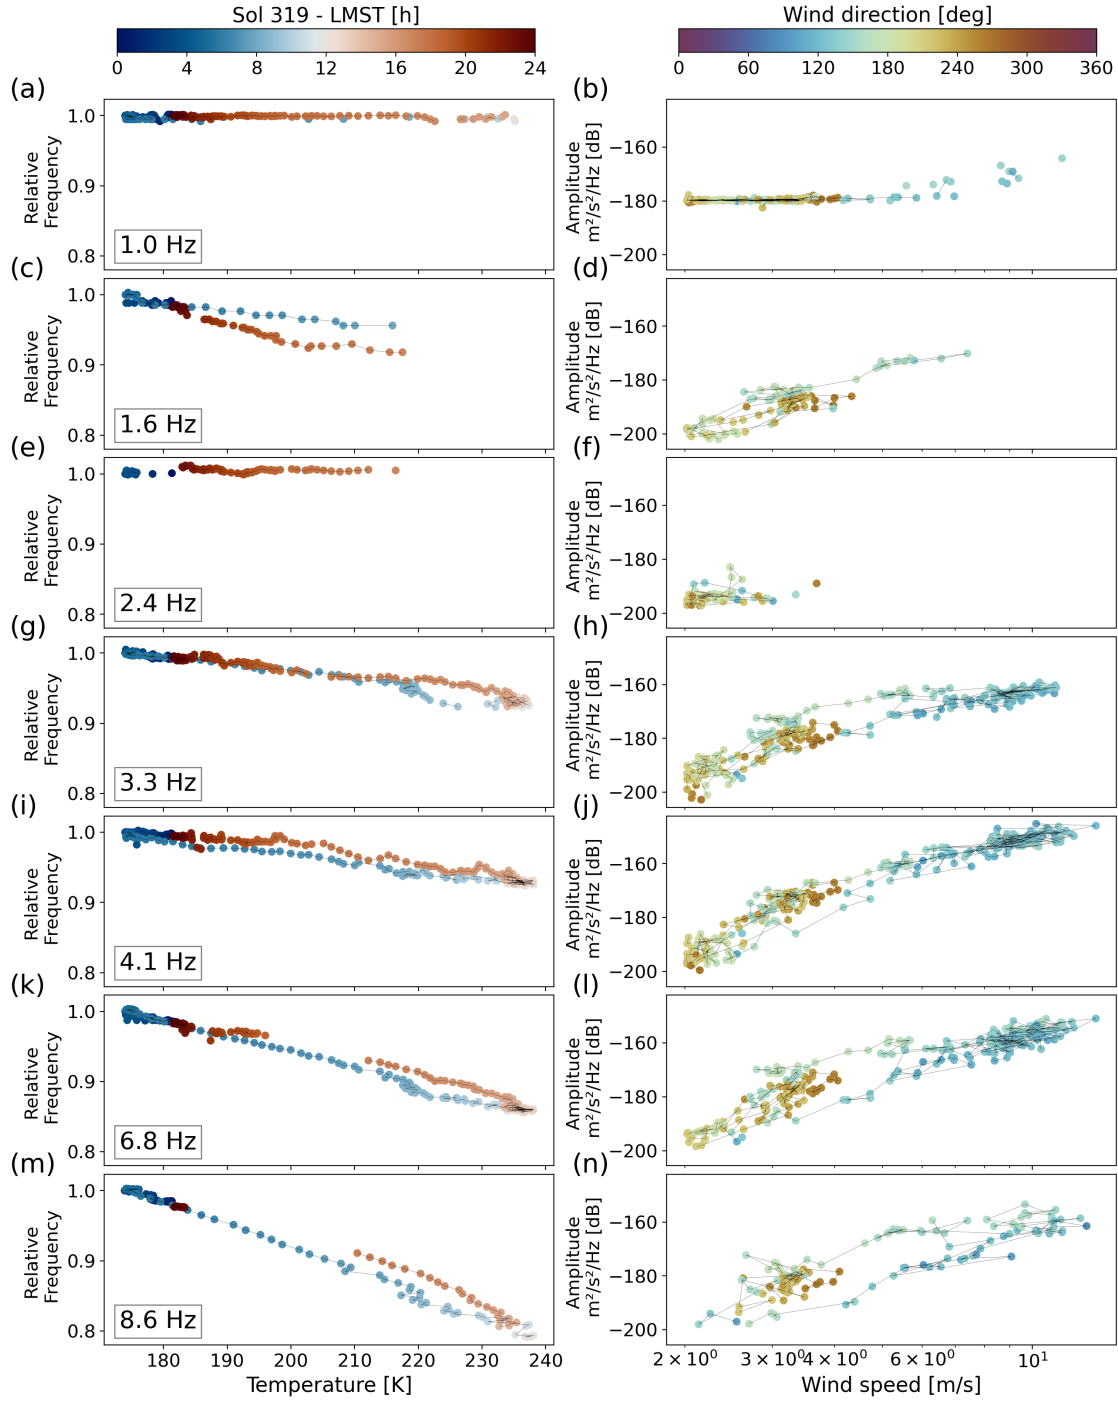 Sol 319 - LMST [h]
0 4 8 12 16 20 24
Wind direction [deg]
0 60 120 180 240 300 360
(a)
1.0
0.9
0.8
Relative
Frequency
1.0 Hz
(b)
−160
−180
−200
Amplitude
m²/s²/Hz [dB]
(c)
1.0
0.9
0.8
Relative
Frequency
1.6 Hz
(d)
−160
−180
−200
Amplitude
m²/s²/Hz [dB]
(e)
1.0
0.9
0.8
Relative
Frequency
2.4 Hz
(f)
−160
−180
−200
Amplitude
m²/s²/Hz [dB]
(g)
1.0
0.9
0.8
Relative
Frequency
3.3 Hz
(h)
−160
−180
−200
Amplitude
m²/s²/Hz [dB]
(i)
1.0
0.9
0.8
Relative
Frequency
4.1 Hz
(j)
−160
−180
−200
Amplitude
m²/s²/Hz [dB]
(k)
1.0
0.9
0.8
Relative
Frequency
6.8 Hz
(l)
−160
−180
−200
Amplitude
m²/s²/Hz [dB]
(m)
1.0
0.9
0.8
Relative
Frequency
8.6 Hz
180 190 200 210 220 230 240
Temperature [K]
(n)
−160
−180
−200
Amplitude
m²/s²/Hz [dB]
2 × 10⁰ 3 × 10⁰ 4 × 10⁰ 6 × 10⁰ 10¹
Wind speed [m/s]